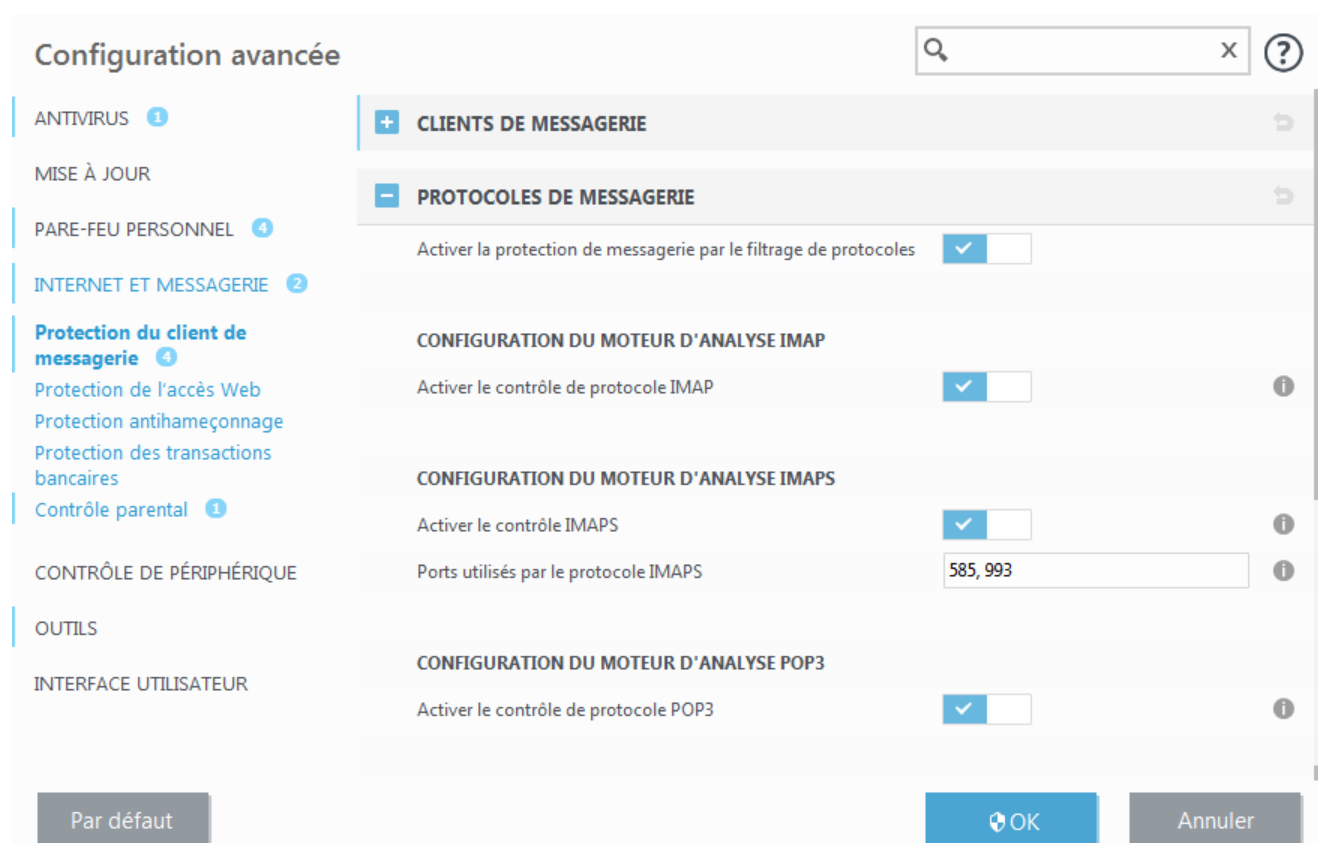 Configuration avancée
X
?
ANTIVIRUS 1
MISE À JOUR
PARE-FEU PERSONNEL 4
INTERNET ET MESSAGERIE 2
Protection du client de
messagerie 4
Protection de l'accès Web
Protection antihameçonnage
Protection des transactions
bancaires
Contrôle parental 1
CONTRÔLE DE PÉRIPHÉRIQUE
OUTILS
INTERFACE UTILISATEUR
CLIENTS DE MESSAGERIE
PROTOCOLES DE MESSAGERIE
Activer la protection de messagerie par le filtrage de protocoles
CONFIGURATION DU MOTEUR D'ANALYSE IMAP
Activer le contrôle de protocole IMAP
CONFIGURATION DU MOTEUR D'ANALYSE IMAPS
Activer le contrôle IMAPS
Ports utilisés par le protocole IMAPS 585, 993
CONFIGURATION DU MOTEUR D'ANALYSE POP3
Activer le contrôle de protocole POP3
Par défaut
OK
Annuler